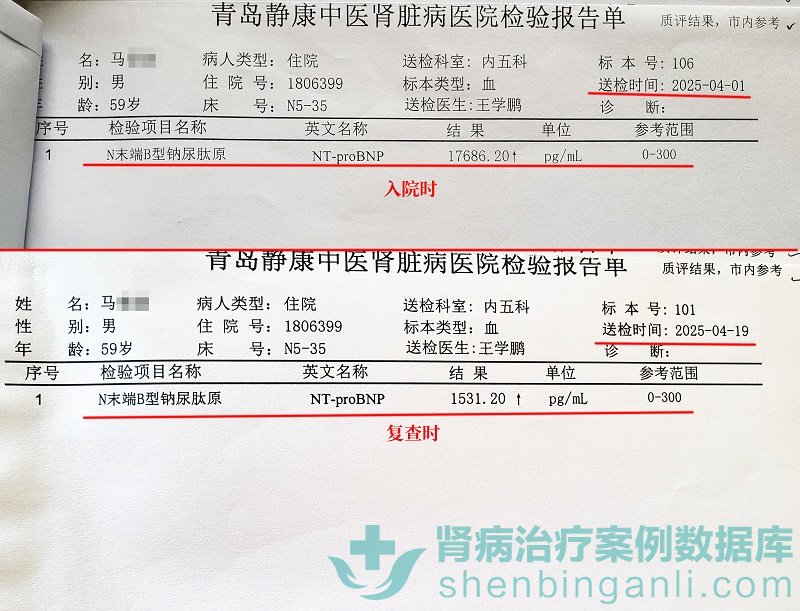 青岛静康中医肾脏病医院检验报告单
质评结果，市内参考
名：马 病人类型：住院 送检科室：内五科 标 本 号：106
性 别：男 住 院 号：1806399 标本类型：血 送检时间：2025-04-01
年 龄：59岁 床 号：N5-35 送检医生：王学鹏 诊 断：
序号 检验项目名称 英文名称 结 果 单位 参考范围
1 N末端B型钠尿肽原 NT-proBNP 17686.20↑ pg/mL 0-300
入院时
青岛静康中医肾脏病医院检验报告单
质评结果，市内参考
质评结果，市内参考
姓 名：马 病人类型：住院 送检科室：内五科 标 本 号：101
性 别：男 住 院 号：1806399 标本类型：血 送检时间：2025-04-19
年 龄：59岁 床 号：N5-35 送检医生：王学鹏 诊 断：
序号 检验项目名称 英文名称 结 果 单位 参考范围
1 N末端B型钠尿肽原 NT-proBNP 1531.20 ↑ pg/mL 0-300
复查时
肾病治疗案例数据库
shenbinganli.com